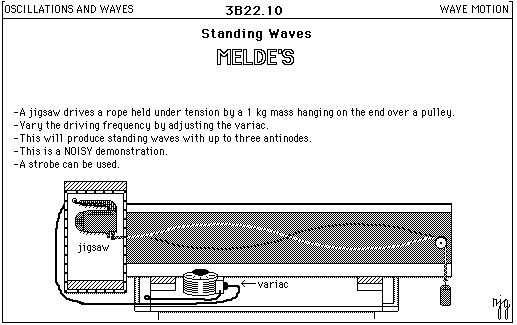 OSCILLATIONS AND WAVES
3B22.10
WAVE MOTION
Standing Waves
MELDE'S
-A jigsaw drives a rope held under tension by a 1 kg mass hanging on the end over a pulley.
-Vary the driving frequency by adjusting the variac.
-This will produce standing waves with up to three antinodes.
-This is a NOISY demonstration.
-A strobe can be used.
jigsaw
←variac